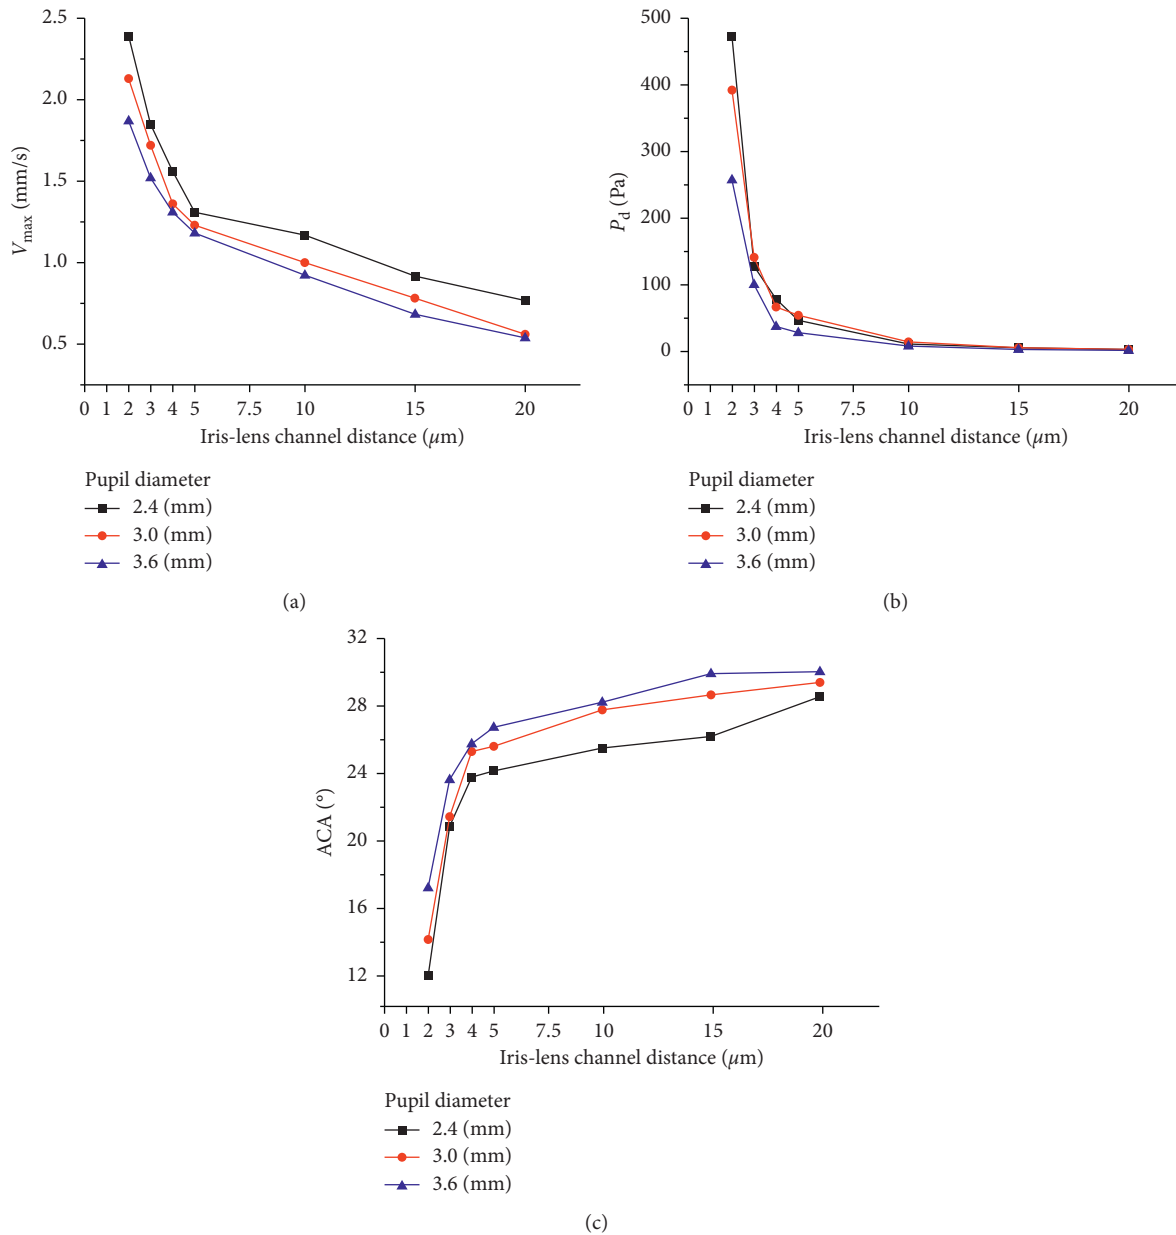 2.5
2.0
1.5
1.0
0.5
V_max (mm/s)
0 1 2 3 4 5 7.5 10 15 20
Iris-lens channel distance (μm)
Pupil diameter
2.4 (mm)
3.0 (mm)
3.6 (mm)
(a)
500
400
300
200
100
0
P_d (Pa)
0 1 2 3 4 5 7.5 10 15 20
Iris-lens channel distance (μm)
Pupil diameter
2.4 (mm)
3.0 (mm)
3.6 (mm)
(b)
32
28
24
20
16
12
ACA (°)
0 1 2 3 4 5 7.5 10 15 20
Iris-lens channel distance (μm)
Pupil diameter
2.4 (mm)
3.0 (mm)
3.6 (mm)
(c)